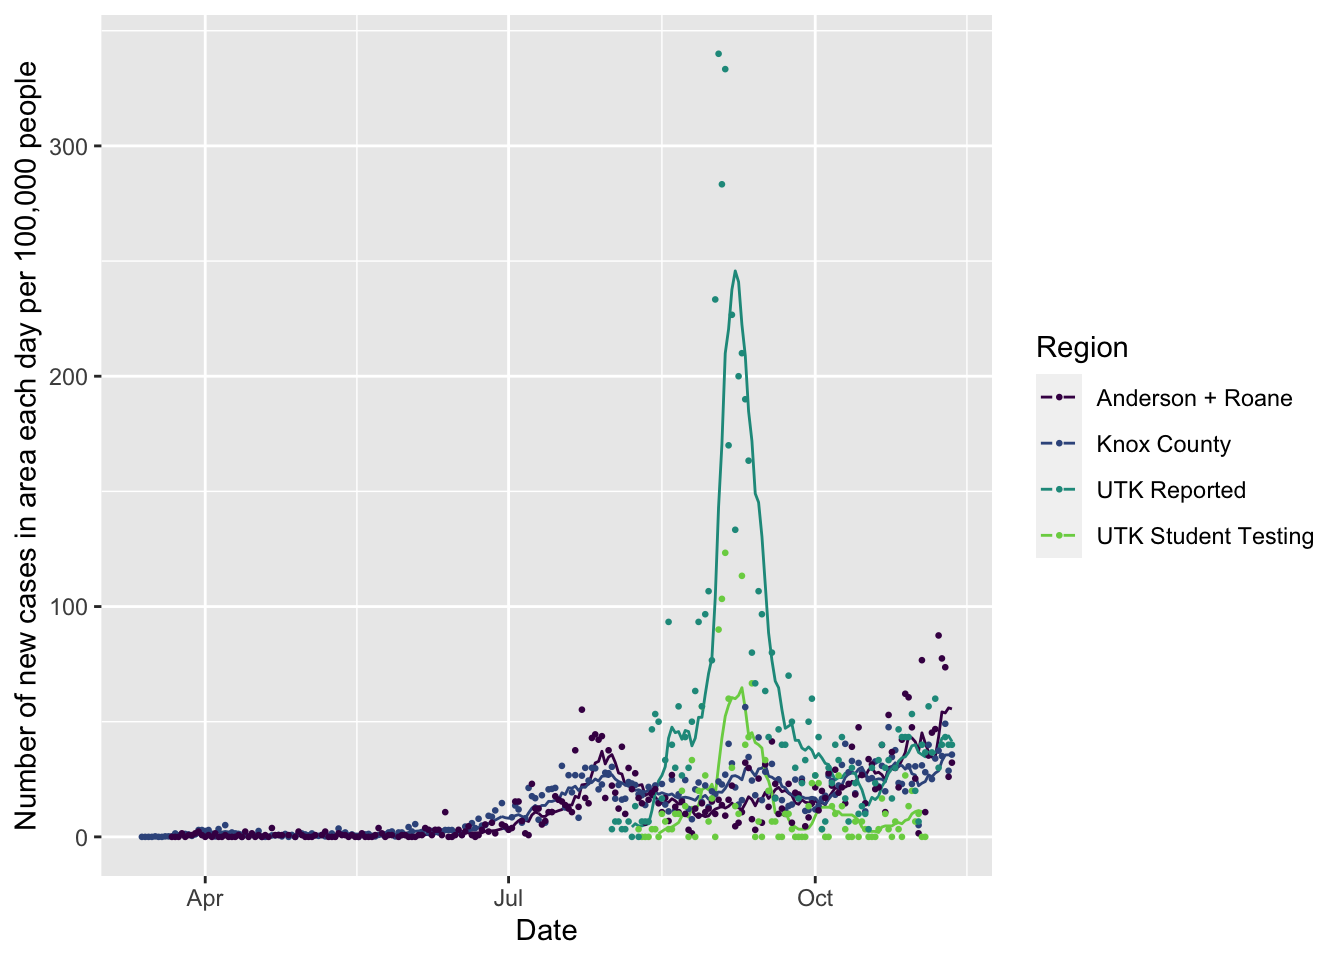 Number of new cases in area each day per 100,000 people
300
200
100
0
Apr
Jul
Oct
Date
Region
Anderson + Roane
Knox County
UTK Reported
UTK Student Testing